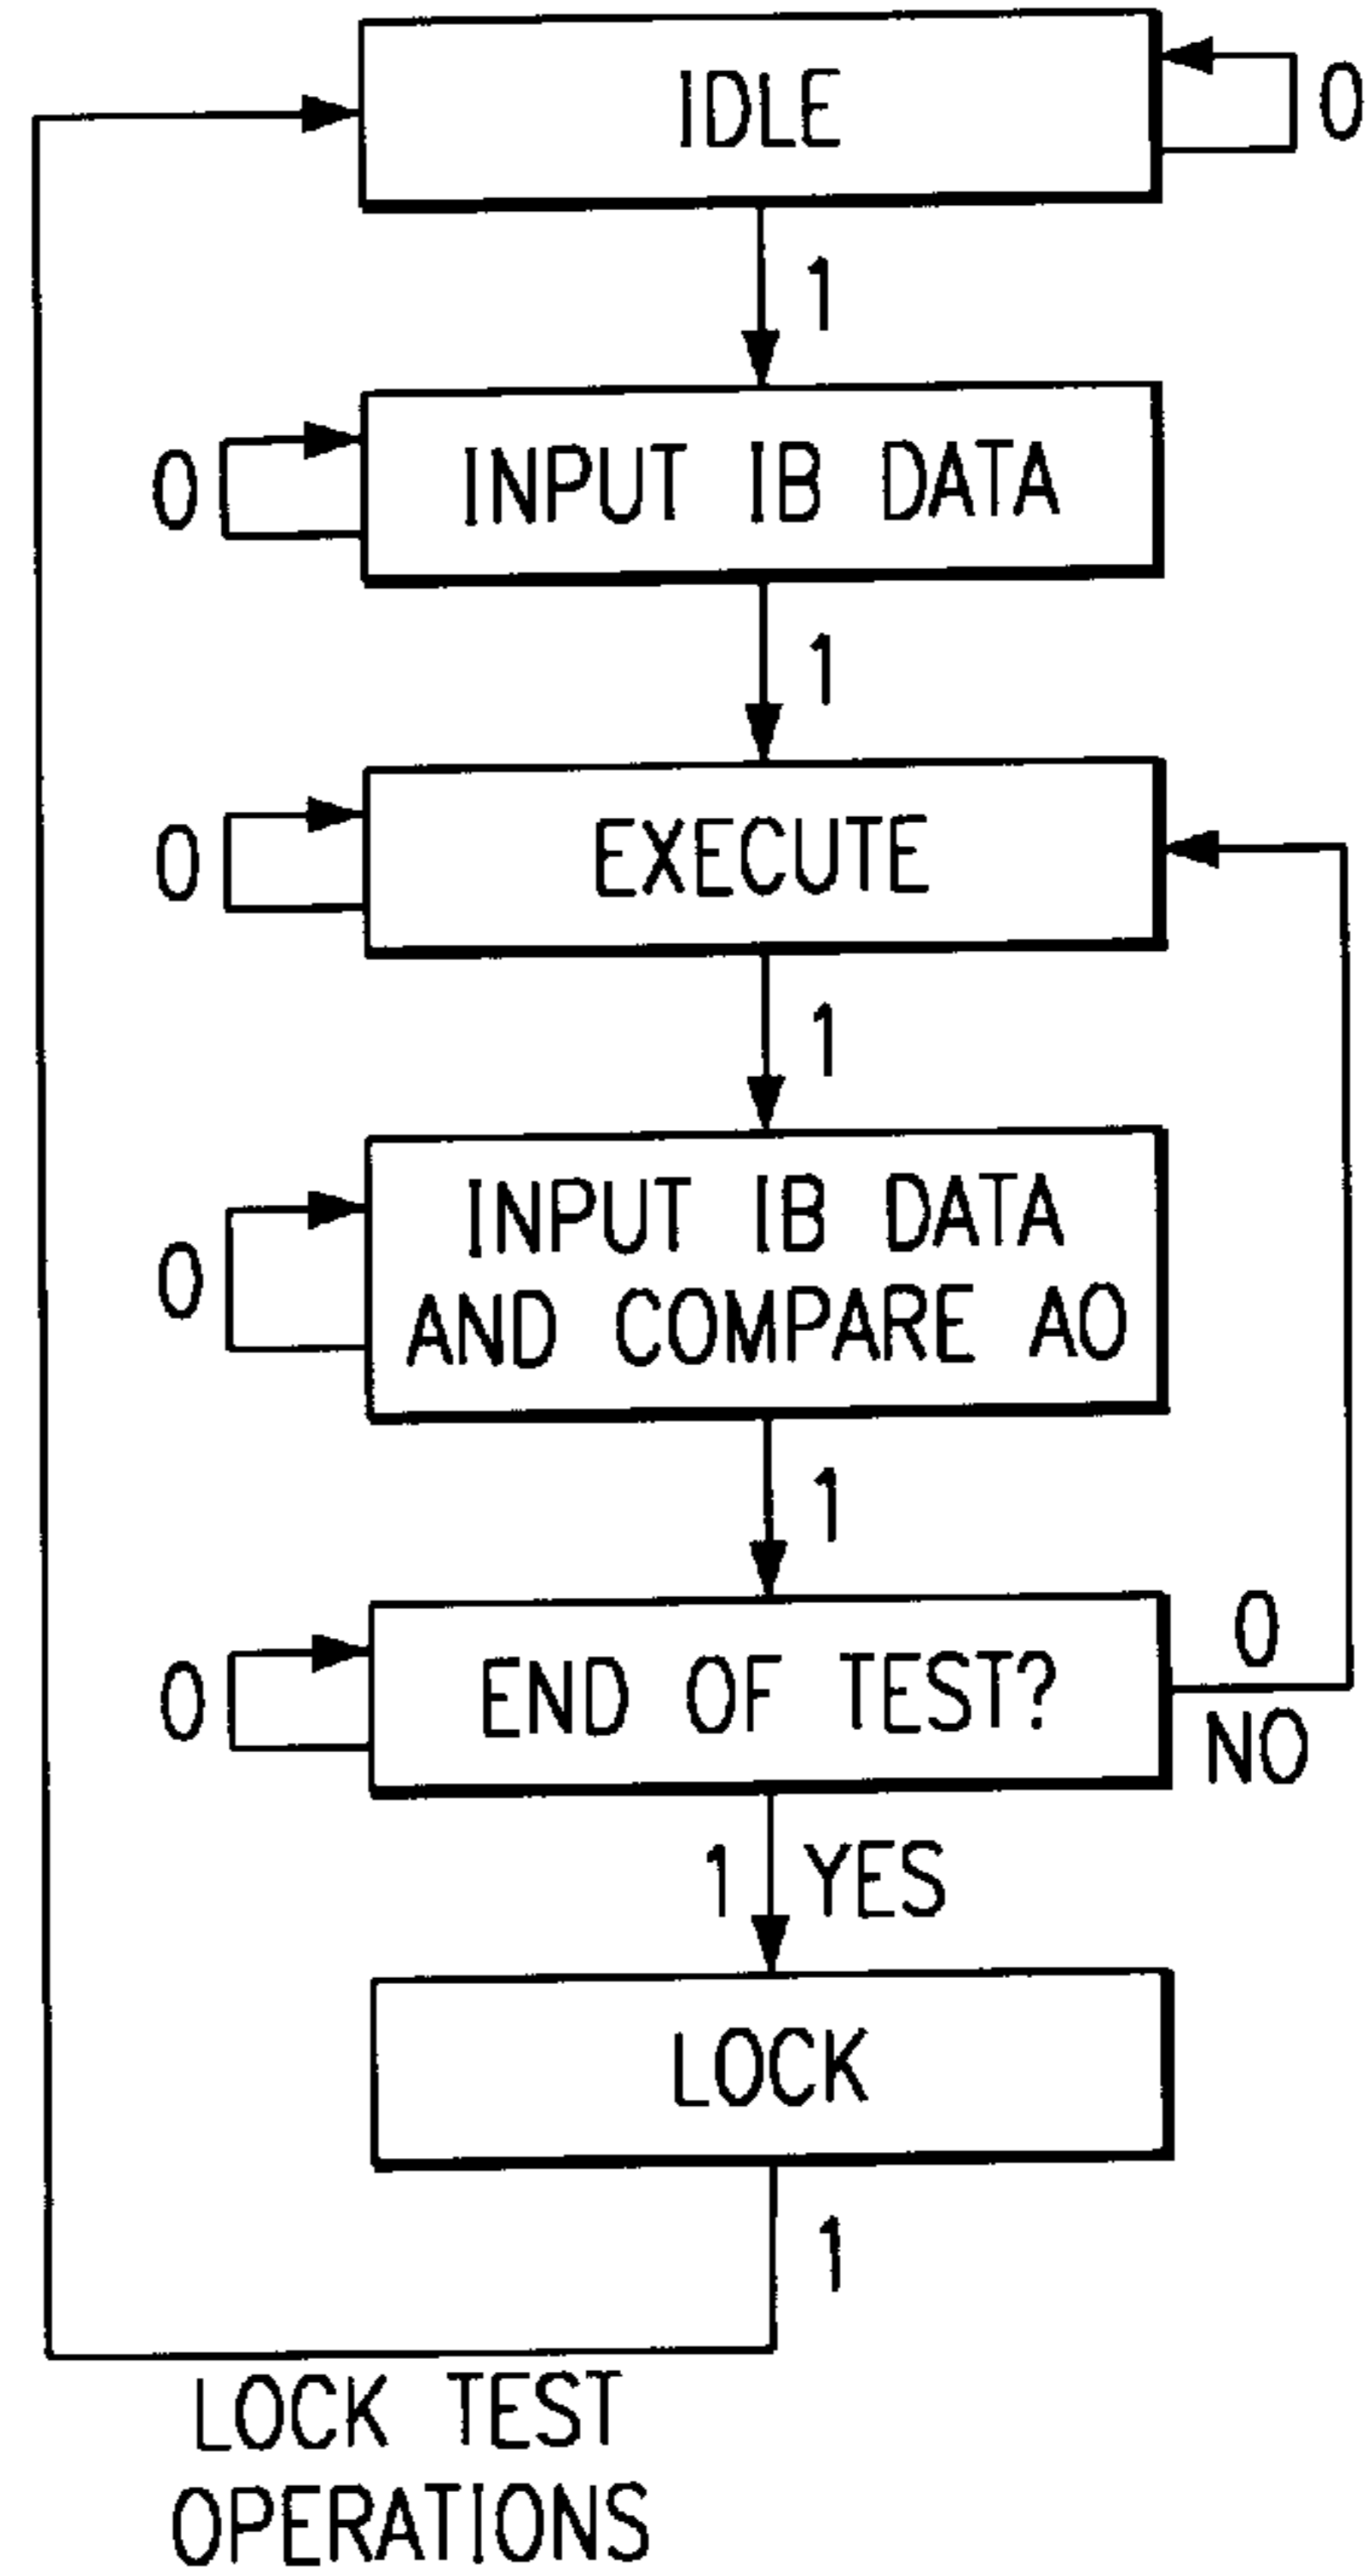 IDLE
0
1
INPUT IB DATA
0
1
EXECUTE
0
1
INPUT IB DATA
AND COMPARE AO
0
1
END OF TEST?
0
0
NO
1 YES
LOCK
1
LOCK TEST
OPERATIONS